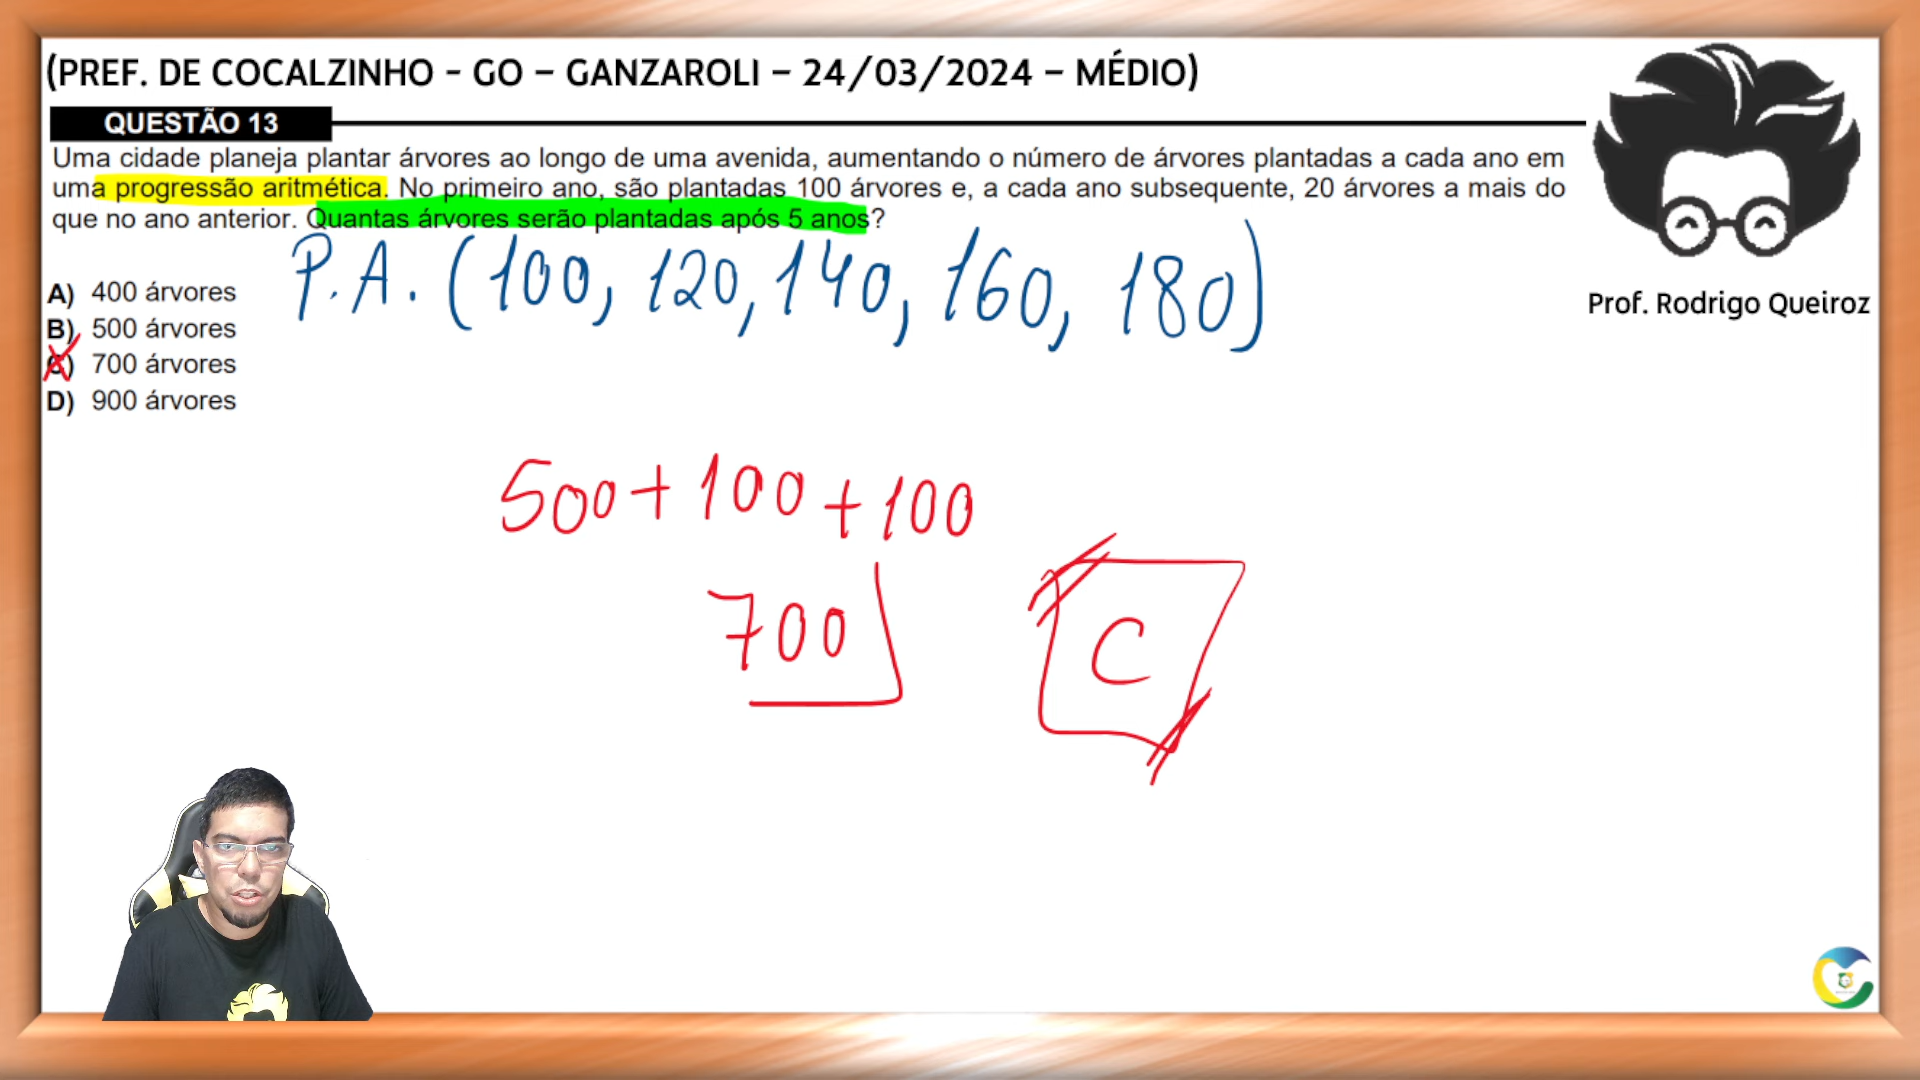 (PREF. DE COCALZINHO - GO – GANZAROLI – 24/03/2024 – MÉDIO)
QUESTÃO 13
Uma cidade planeja plantar árvores ao longo de uma avenida, aumentando o número de árvores plantadas a cada ano em
uma progressão aritmética. No primeiro ano, são plantadas 100 árvores e, a cada ano subsequente, 20 árvores a mais do
que no ano anterior. Quantas árvores serão plantadas após 5 anos?
P.A. (100, 120, 140, 160, 180)
A) 400 árvores
B) 500 árvores
C) 700 árvores
D) 900 árvores
Prof. Rodrigo Queiroz
500 + 100 + 100
700
C